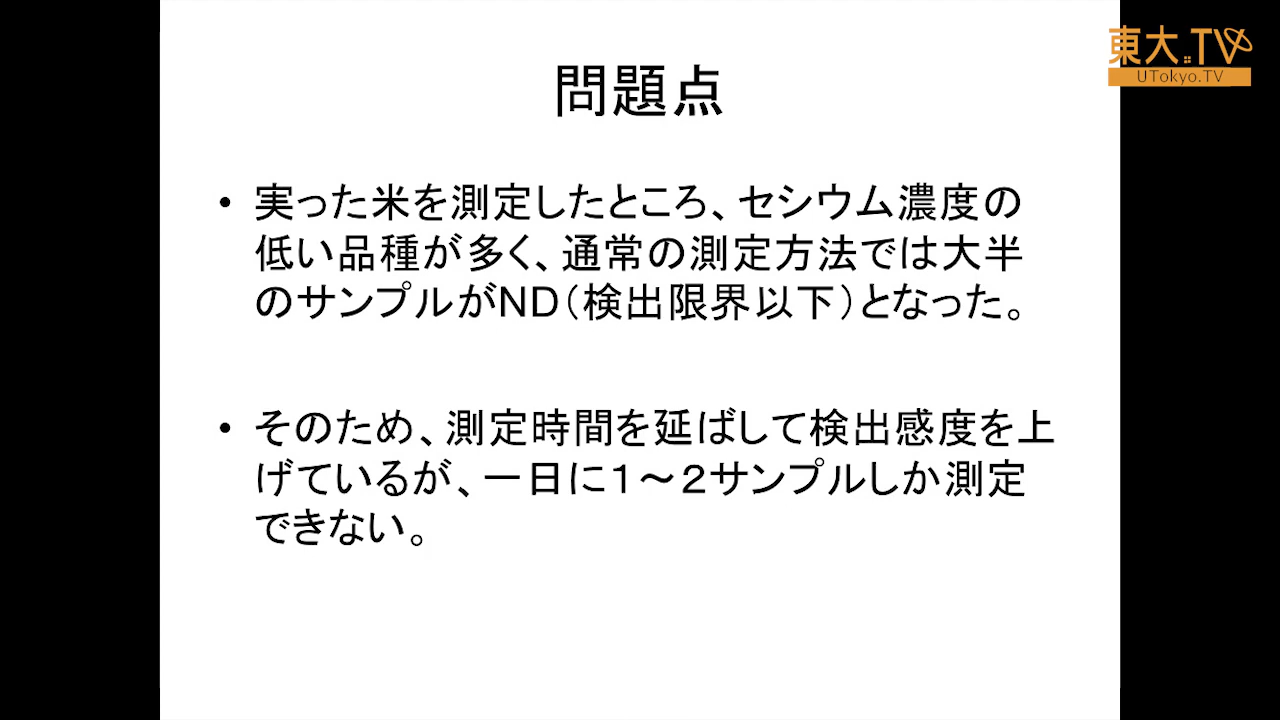 東大.TV
UTokyo.TV
問題点
• 実った米を測定したところ、セシウム濃度の
低い品種が多く、通常の測定方法では大半
のサンプルがND（検出限界以下）となった。
• そのため、測定時間を延ばして検出感度を上
げているが、一日に１～２サンプルしか測定
できない。